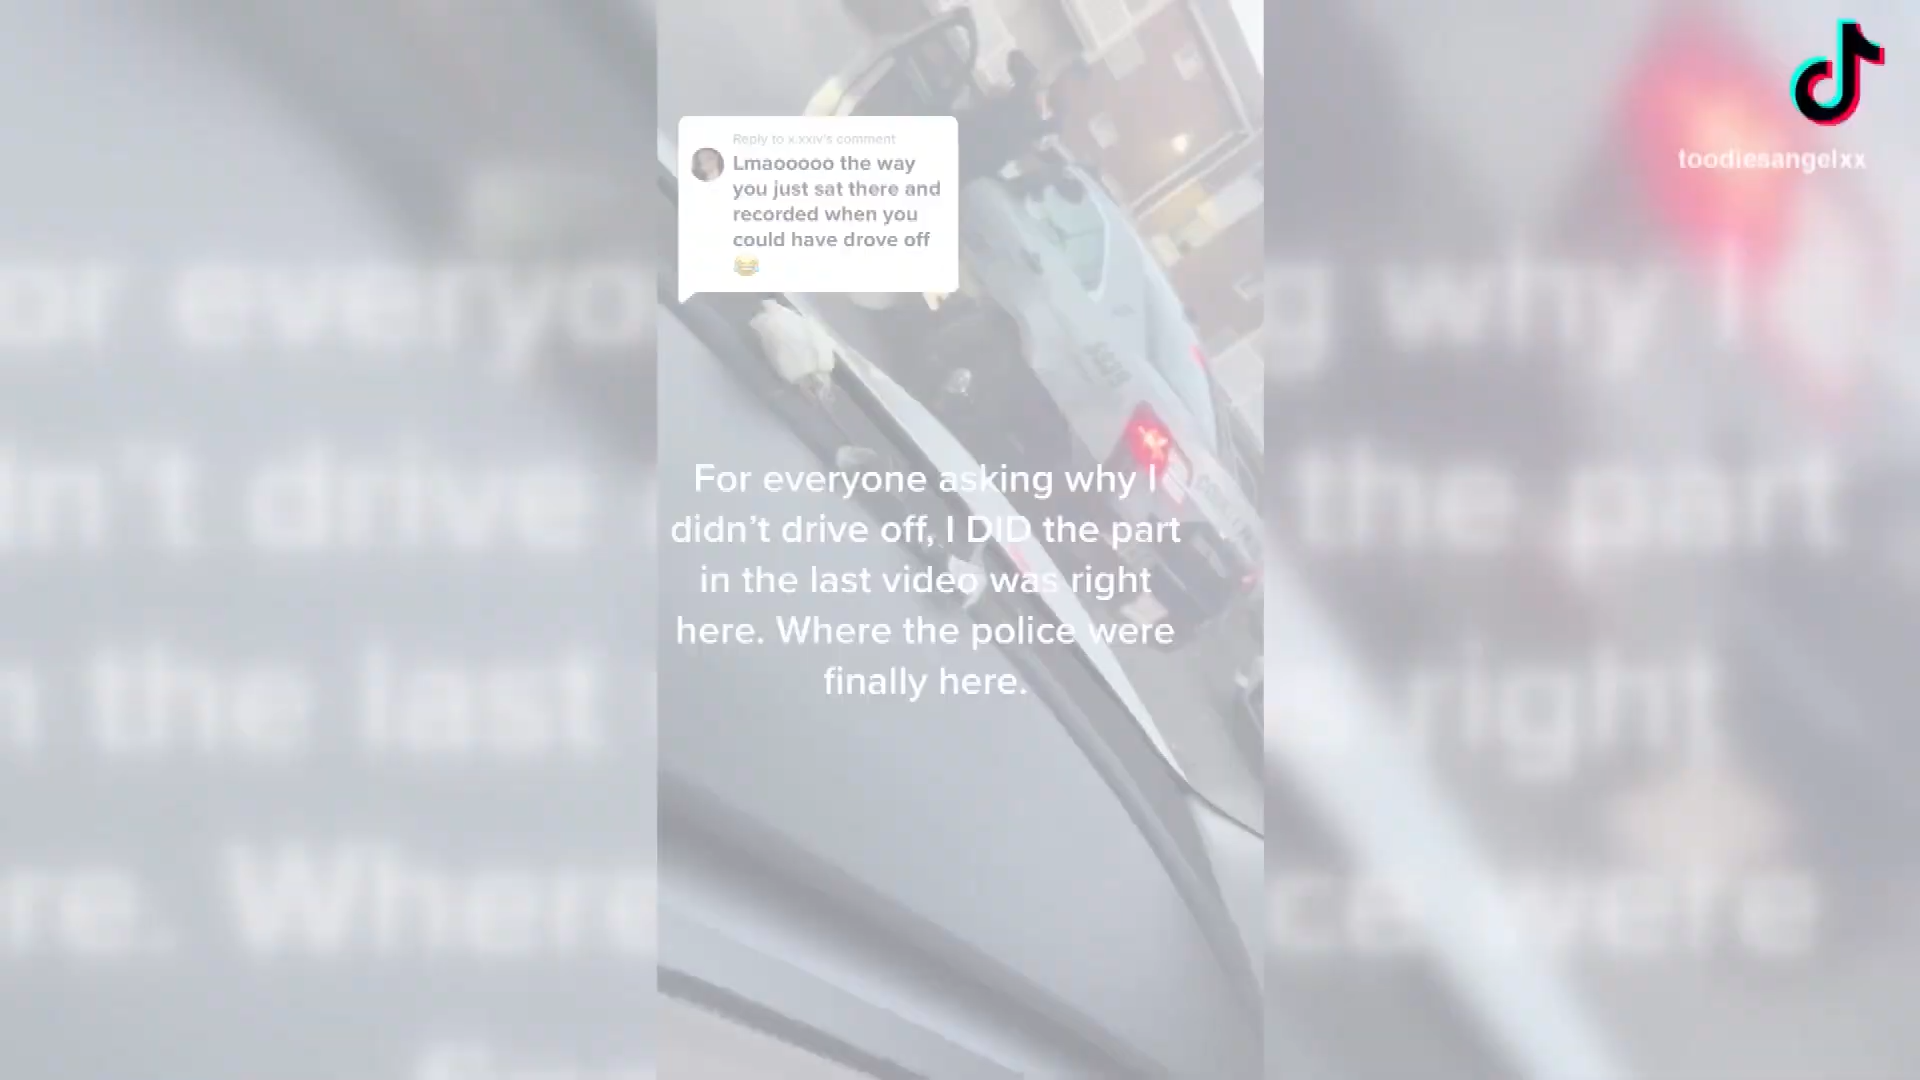 toodiesangelxx
Reply to x.xxiv's comment
Lmaooooo the way
you just sat there and
recorded when you
could have drove off
😂
For everyone asking why I
didn't drive off, I DID the part
in the last video was right
here. Where the police were
finally here.